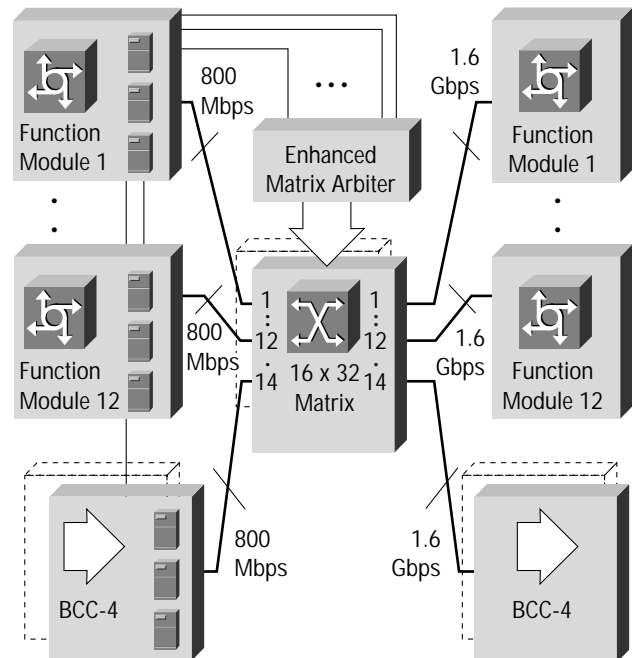 Function
Module 1
800
Mbps
...
Enhanced
Matrix Arbiter
1.6
Gbps
Function
Module 1
Function
Module 12
800
Mbps
1
12
14
16 x 32
Matrix
1
12
14
1.6
Gbps
Function
Module 12
BCC-4
800
Mbps
1.6
Gbps
BCC-4